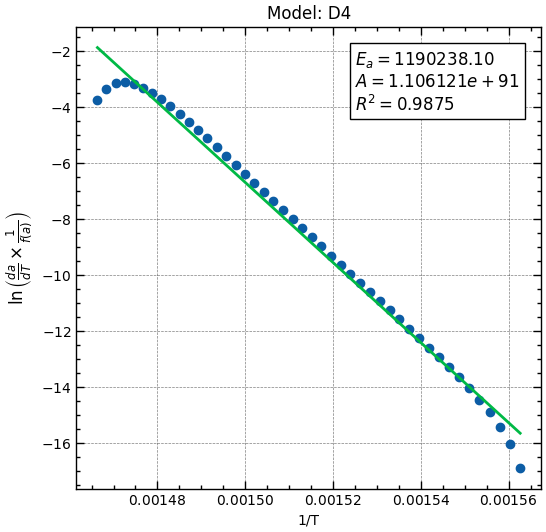 Model: D4
E_a = 1190238.10
A = 1.106121e + 91
R^2 = 0.9875
ln (da/dT × 1/f(a))
−2
−4
−6
−8
−10
−12
−14
−16
0.00148 0.00150 0.00152 0.00154 0.00156
1/T